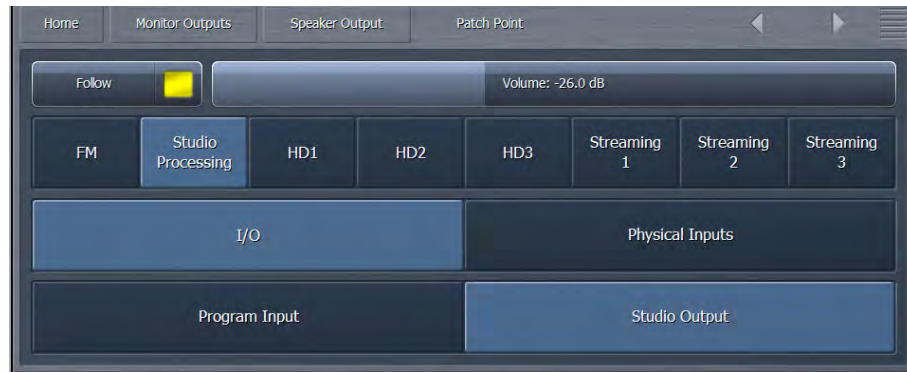 Home Monitor Outputs Speaker Output Patch Point
Follow Volume: -26.0 dB
FM Studio Processing HD1 HD2 HD3 Streaming 1 Streaming 2 Streaming 3
I/O Physical Inputs
Program Input Studio Output